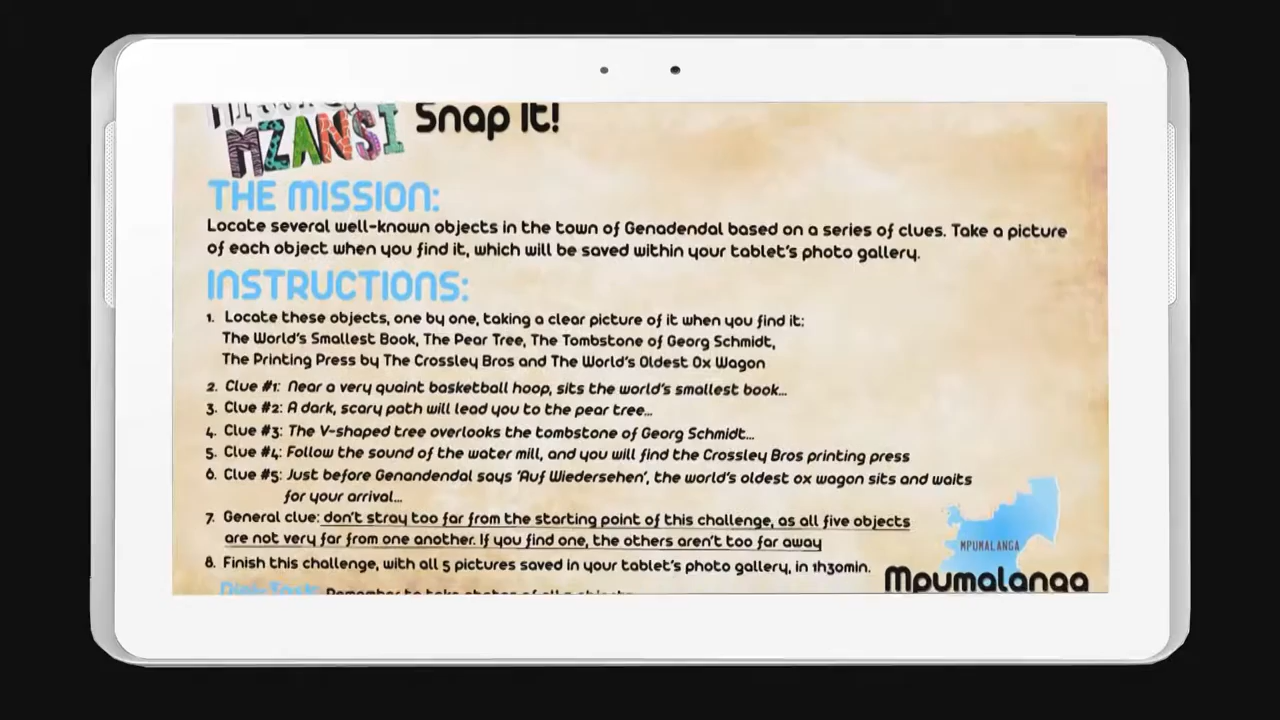 MZANSI Snap It!
THE MISSION:
Locate several well-known objects in the town of Genadendal based on a series of clues. Take a picture
of each object when you find it, which will be saved within your tablet's photo gallery.
INSTRUCTIONS:
1. Locate these objects, one by one, taking a clear picture of it when you find it:
The World's Smallest Book, The Pear Tree, The Tombstone of Georg Schmidt,
The Printing Press by The Crossley Bros and The World's Oldest Ox Wagon
2. Clue #1: Near a very quaint basketball hoop, sits the world's smallest book...
3. Clue #2: A dark, scary path will lead you to the pear tree...
4. Clue #3: The V-shaped tree overlooks the tombstone of Georg Schmidt...
5. Clue #4: Follow the sound of the water mill, and you will find the Crossley Bros printing press
6. Clue #5: Just before Genandendal says 'Auf Wiedersehen', the world's oldest ox wagon sits and waits
for your arrival...
7. General clue: don't stray too far from the starting point of this challenge, as all five objects
are not very far from one another. If you find one, the others aren't too far away
MPUMALANGA
8. Finish this challenge, with all 5 pictures saved in your tablet's photo gallery, in 1h30min.
Mpumalanga
Remember to take photos of all